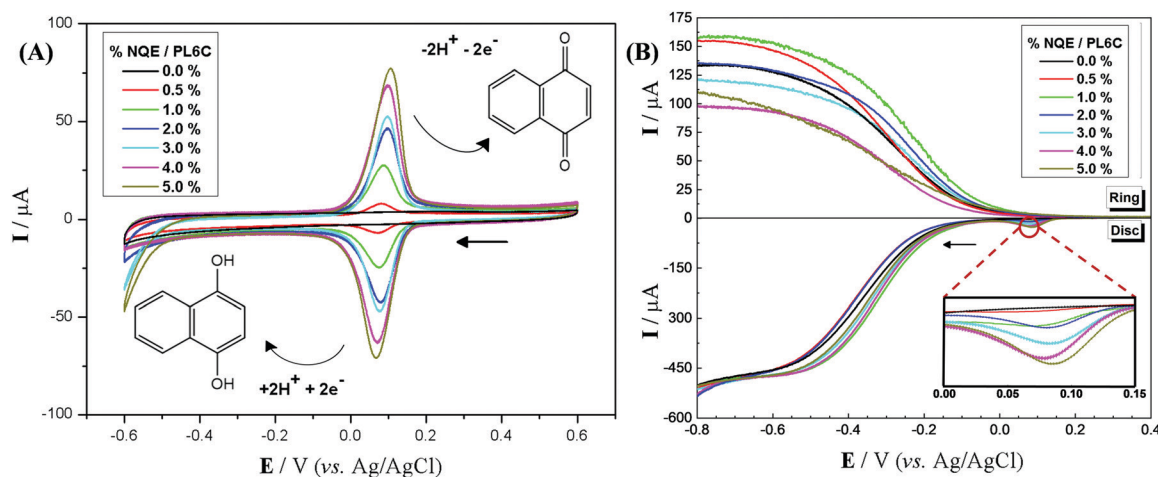 (A)
% NQE / PL6C
0.0 %
0.5 %
1.0 %
2.0 %
3.0 %
4.0 %
5.0 %
-2H⁺ - 2e⁻
O
O
OH
OH
+2H⁺ + 2e⁻
100
50
0
-50
-100
I / µA
-0.6 -0.4 -0.2 0.0 0.2 0.4 0.6
E / V (vs. Ag/AgCl)
(B)
% NQE / PL6C
0.0 %
0.5 %
1.0 %
2.0 %
3.0 %
4.0 %
5.0 %
Ring
Disc
175
150
125
100
75
50
25
0
-150
-300
-450
-600
I / µA
I / µA
0.00 0.05 0.10 0.15
-0.8 -0.6 -0.4 -0.2 0.0 0.2 0.4
E / V (vs. Ag/AgCl)